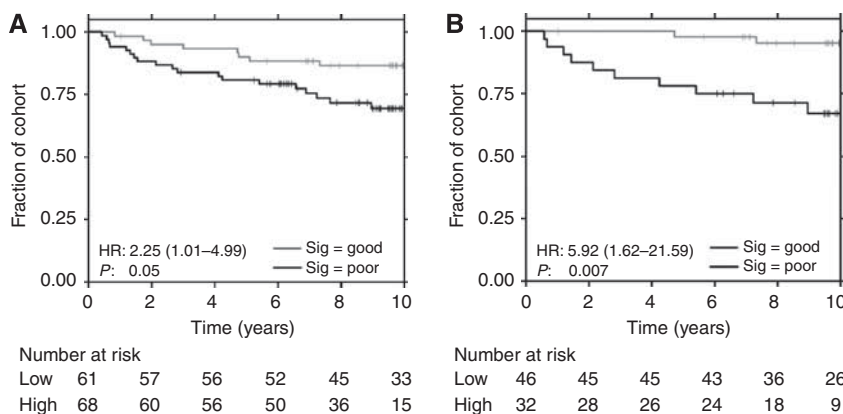 A
1.00
0.75
0.50
0.25
0.00
Fraction of cohort
HR: 2.25 (1.01–4.99)
P: 0.05
Sig = good
Sig = poor
0 2 4 6 8 10
Time (years)
Number at risk
Low 61 57 56 52 45 33
High 68 60 56 50 36 15
B
1.00
0.75
0.50
0.25
0.00
Fraction of cohort
HR: 5.92 (1.62–21.59)
P: 0.007
Sig = good
Sig = poor
0 2 4 6 8 10
Time (years)
Number at risk
Low 46 45 45 43 36 26
High 32 28 26 24 18 9